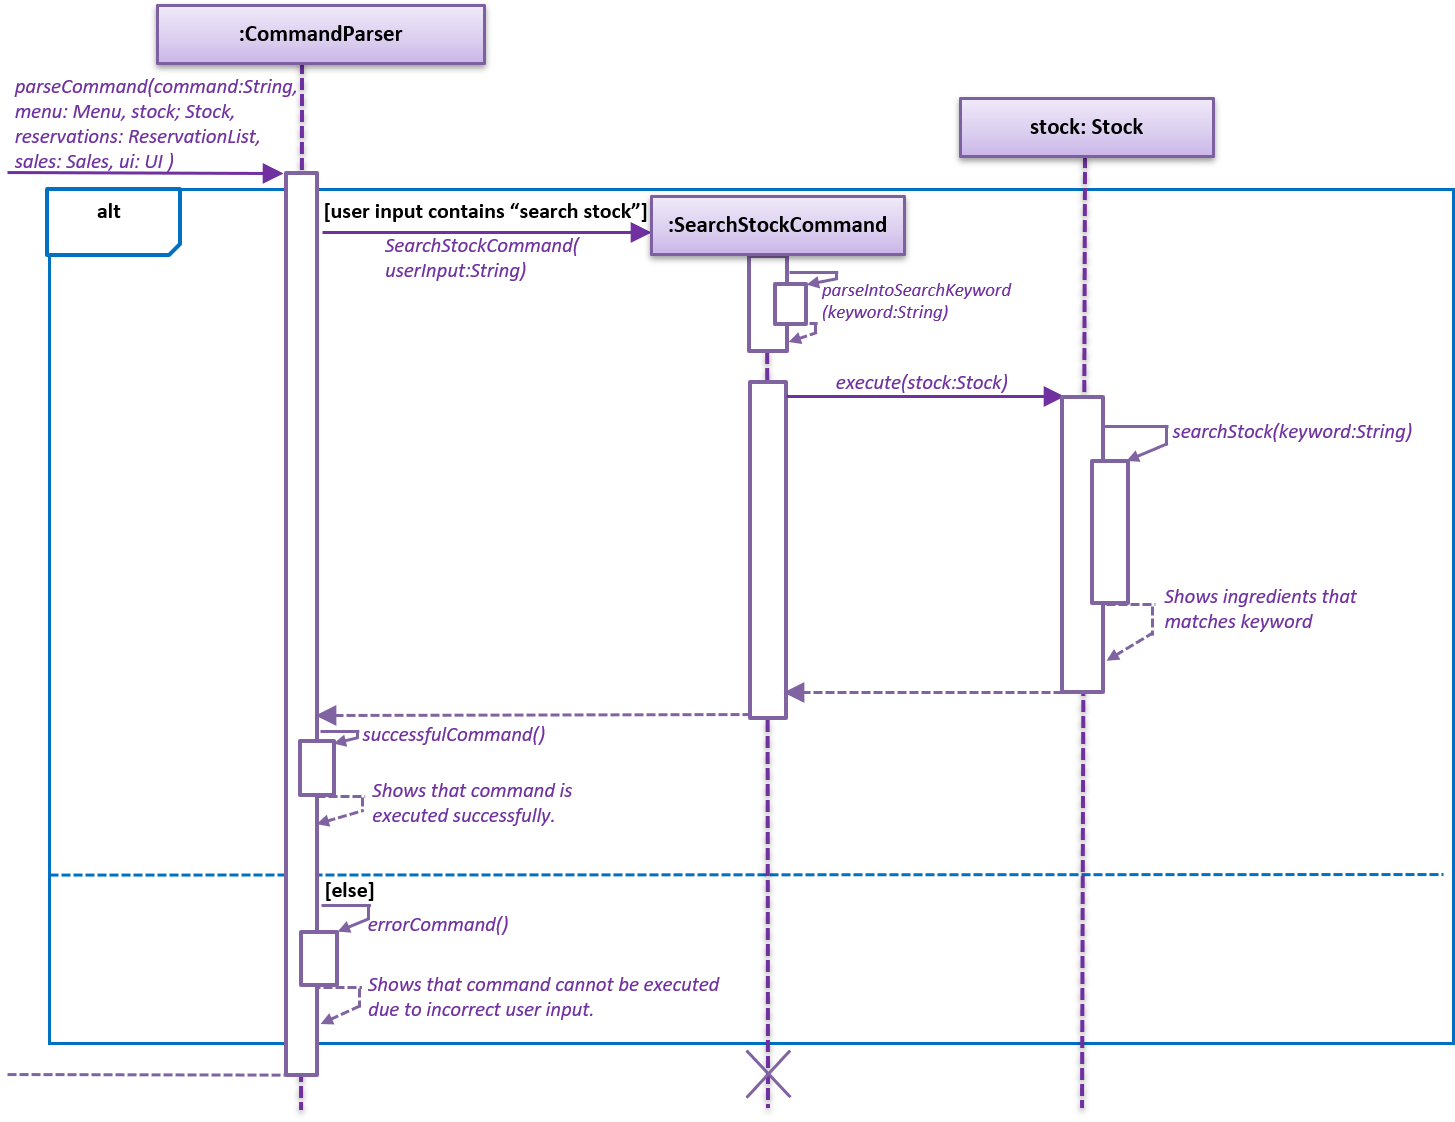 :CommandParser
parseCommand(command:String,
menu: Menu, stock; Stock,
reservations: ReservationList,
sales: Sales, ui: UI )
stock: Stock
alt
[user input contains “search stock”]
:SearchStockCommand
SearchStockCommand(
userInput:String)
parseIntoSearchKeyword
(keyword:String)
execute(stock:Stock)
searchStock(keyword:String)
Shows ingredients that
matches keyword
successfulCommand()
Shows that command is
executed successfully.
[else]
errorCommand()
Shows that command cannot be executed
due to incorrect user input.